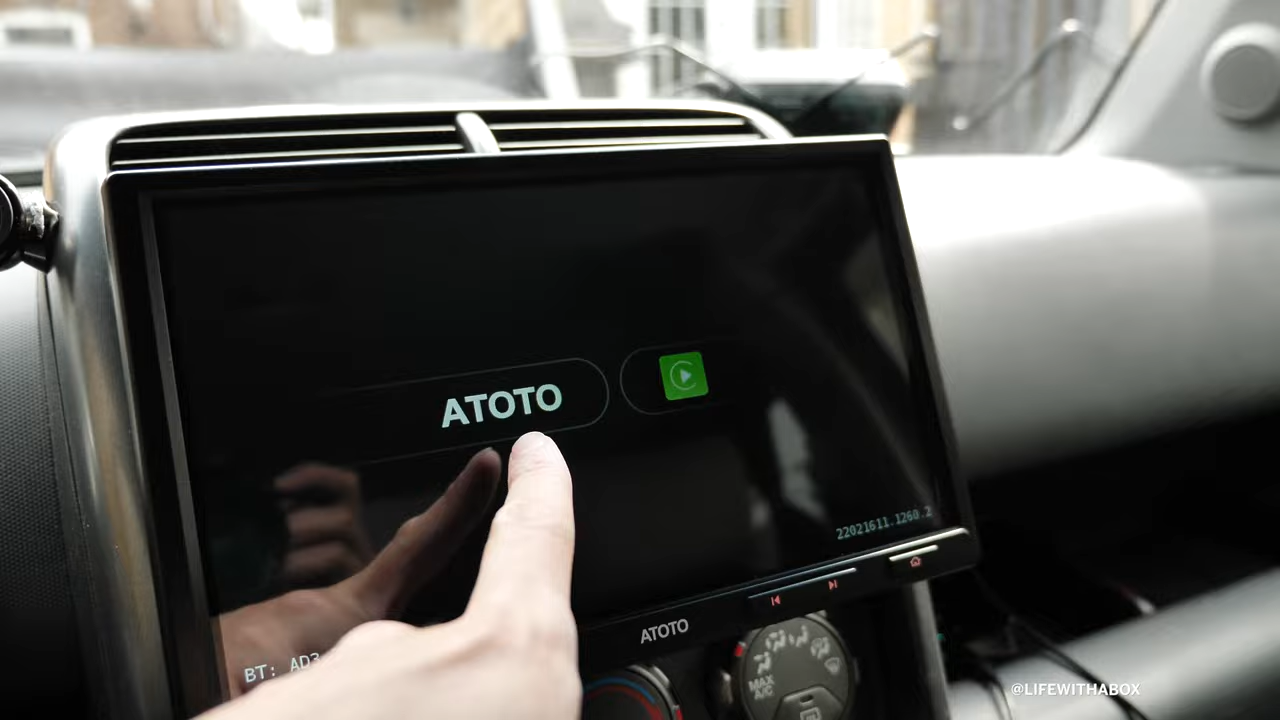 ATOTO
22021611.1260.2
ATOTO
BT: AD3
MAX
A/C
@LIFEWITHABOX